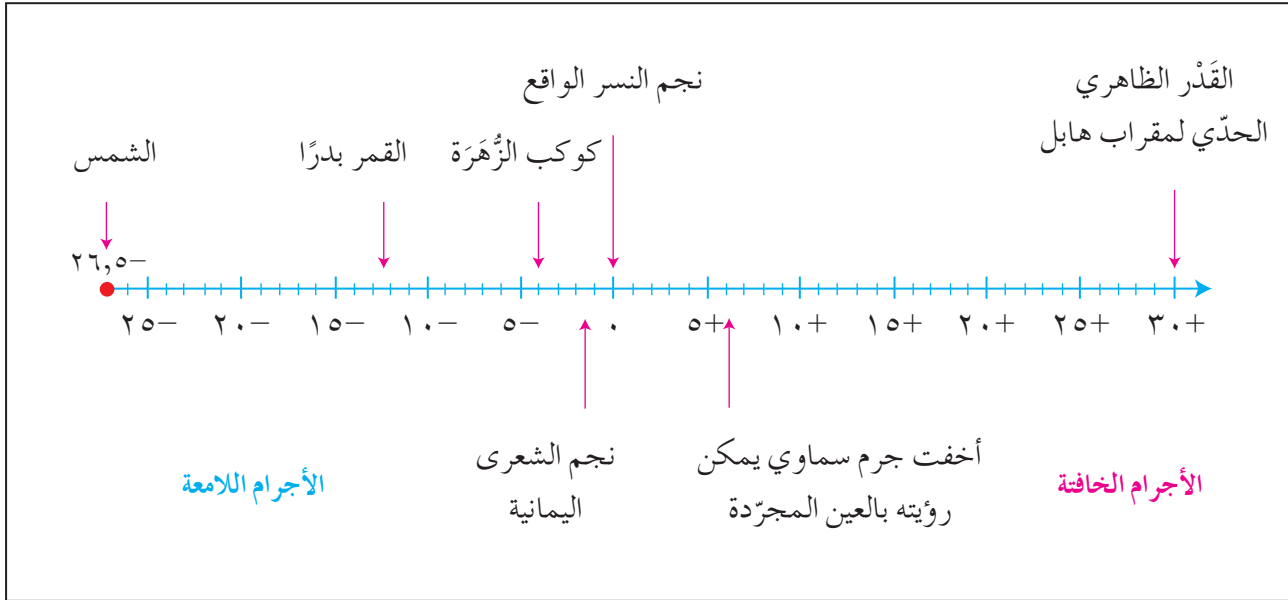 القَدْر الظاهري
الحدّي لمقراب هابل
نجم النسر الواقع
كوكب الزُّهَرَة
القمر بدرًا
الشمس
٢٦,٥−
٢٥− ٢٠− ١٥− ١٠− ٥− ٠ ٥+ ١٠+ ١٥+ ٢٠+ ٢٥+ ٣٠+
الأجرام الخافتة
أخفت جرم سماوي يمكن
رؤيته بالعين المجرّدة
نجم الشعرى
اليمانية
الأجرام اللامعة